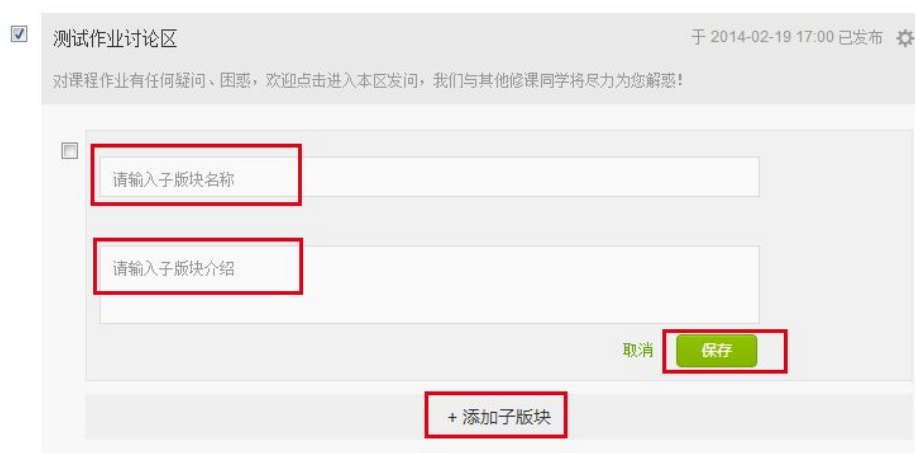 测试作业讨论区
于 2014-02-19 17:00 已发布
对课程作业有任何疑问、困惑，欢迎点击进入本区发问，我们与其他修课同学将尽力为您解惑！
请输入子版块名称
请输入子版块介绍
取消 保存
+ 添加子版块